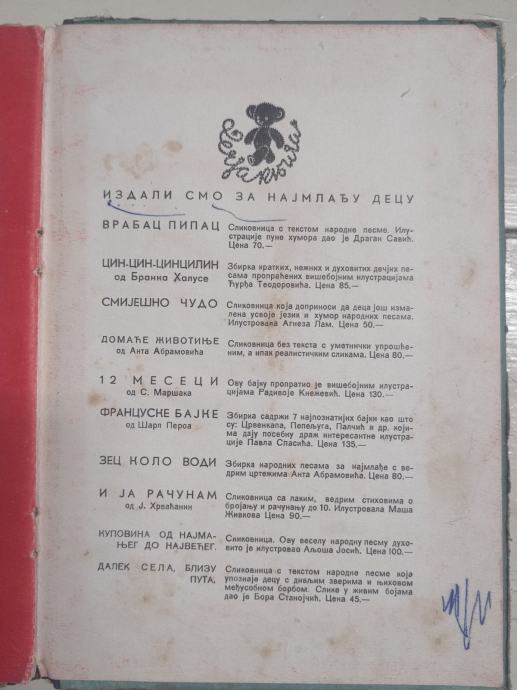 Дечја књига
ИЗДАЛИ СМО ЗА НАЈМЛАЂУ ДЕЦУ
ВРАБАЦ ПИПАЦ Сликовница с текстом народне песме. Илу-
страције пуне хумора дао је Драган Савић.
Цена 70.—
ЦИН-ЦИН-ЦИНЦИЛИН Збирка кратких, нежних и духовитих дечјих пе-
од Бранка Халусе сама пропраћених вишебојним илустрацијама
Ђурђа Теодоровића. Цена 85.—
СМИЈЕШНО ЧУДО Сликовница која доприноси да деца још изма-
лена усвоје језик и хумор народних песама.
Илустровала Агнеза Лам. Цена 50.—
ДОМАЋЕ ЖИВОТИЊЕ Сликовница без текста с уметнички упрошће-
од Анта Абрамовића ним, а ипак реалистичким сликама. Цена 80.—
12 МЕСЕЦИ Ову бајку пропратио је вишебојним илустра-
од С. Маршака цијама Радивоје Кнежевић. Цена 130.—
ФРАНЦУСКЕ БАЈКЕ Збирка садржи 7 најпознатијих бајки као што
од Шарл Пероа су: Црвенкапа, Пепељуга, Палчић и др. који-
ма дају посебну драж интересантне илустра-
ције Павла Спасића. Цена 135.—
ЗЕЦ КОЛО ВОДИ Збирка народних песама за најмлађе с ве-
дрим цртежима Анта Абрамовића. Цена 80.—
И ЈА РАЧУНАМ Сликовница са лаким, ведрим стиховима о
од Ј. Хрваћанин бројању и рачунању до 10. Илустровала Маша
Живкова Цена 90.—
КУПОВИНА ОД НАЈМА- Сликовница. Ову веселу народну песму духо-
ЊЕГ ДО НАЈВЕЋЕГ. вито је илустровао Аљоша Јосић. Цена 100.—
ДАЛЕК СЕЛА, БЛИЗУ Сликовница с текстом народне песме која
ПУТА. упознаје децу с дивљим зверима и њиховом
међусобном борбом. Слике у живим бојама
дао је Бора Станојчић. Цена 45.—